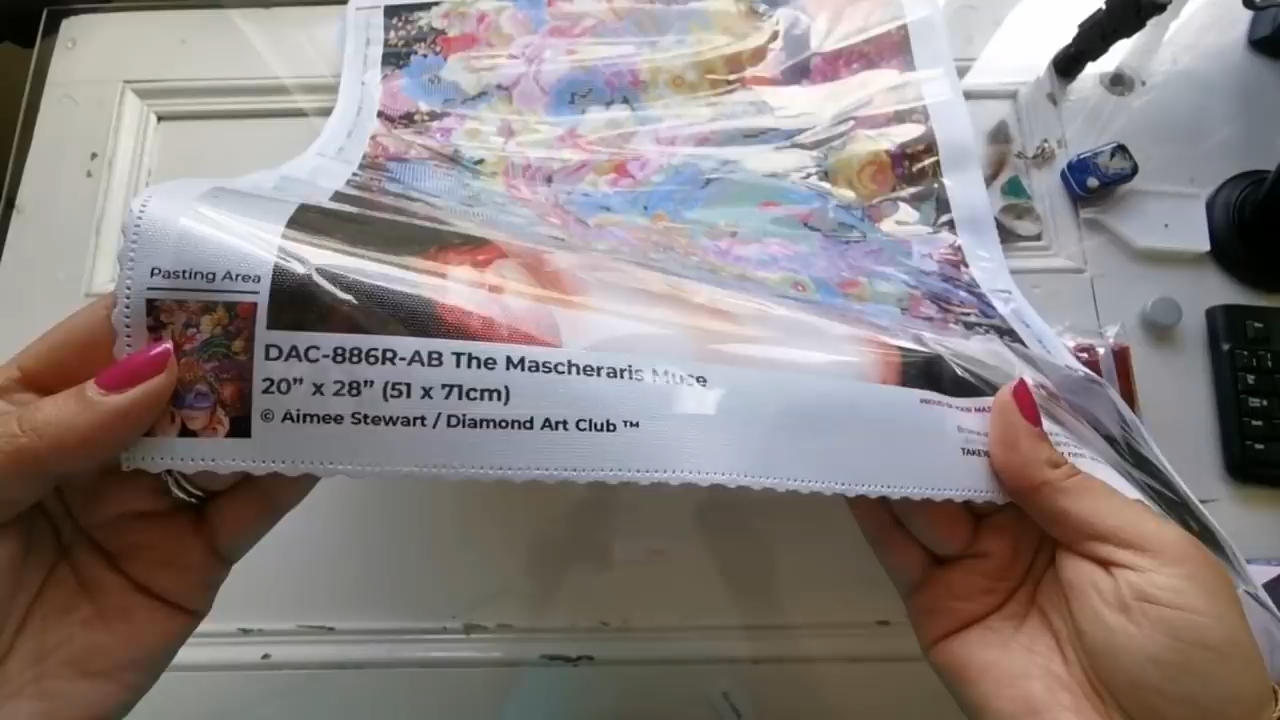 Pasting Area
DAC-886R-AB The Mascheraris Muse
20” x 28” (51 x 71cm)
© Aimee Stewart / Diamond Art Club ™